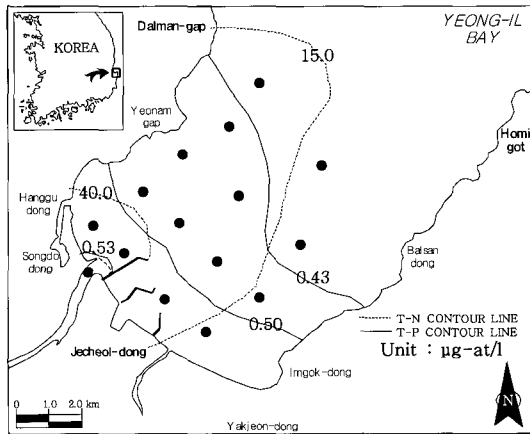 YEONG-IL
BAY
Dalman-gap
KOREA
15.0
Yeonam
gap
Homi
got
40.0
Hanggu
dong
0.53
Songdo
dong
Balsan
dong
0.43
0.50
T-N CONTOUR LINE
T-P CONTOUR LINE
Unit : µg-at/l
Jecheol-dong
Imgok-dong
0 1.0 2.0 km
N
Yakjeon-dong